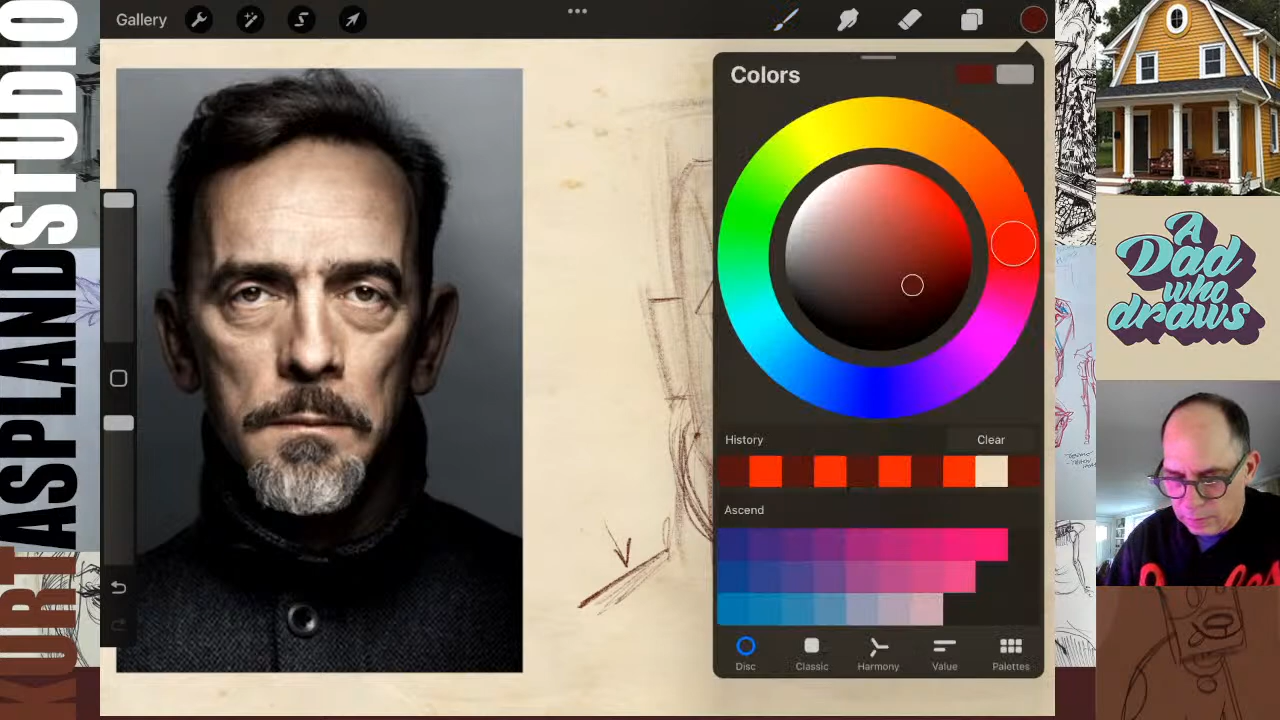 KURT ASPLAND STUDIO
Gallery
Colors
History
Clear
Ascend
Disc
Classic
Harmony
Value
Palettes
A
Dad
who
draws